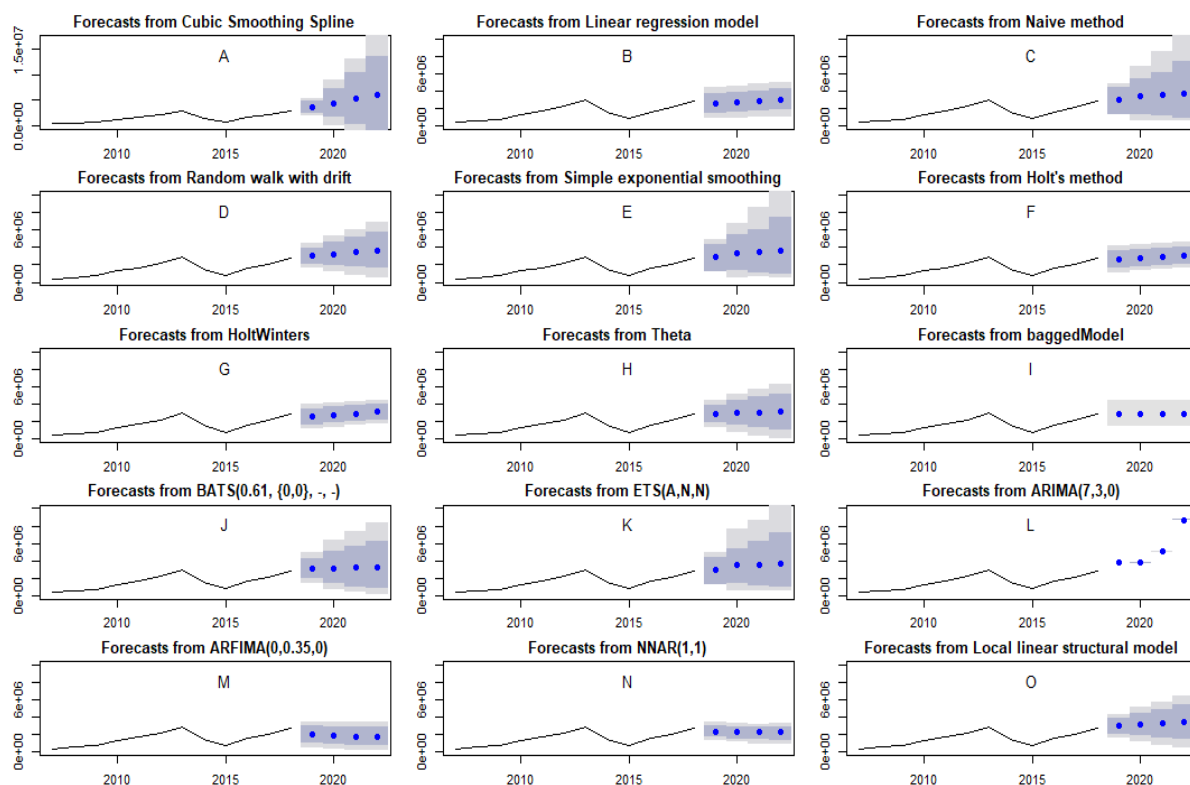 Forecasts from Cubic Smoothing Spline
A
0.0e+00 1.5e+07
2010 2015 2020
Forecasts from Linear regression model
B
0e+00 6e+06
2010 2015 2020
Forecasts from Naive method
C
0e+00 6e+06
2010 2015 2020
Forecasts from Random walk with drift
D
0e+00 6e+06
2010 2015 2020
Forecasts from Simple exponential smoothing
E
0e+00 6e+06
2010 2015 2020
Forecasts from Holt's method
F
0e+00 6e+06
2010 2015 2020
Forecasts from HoltWinters
G
0e+00 6e+06
2010 2015 2020
Forecasts from Theta
H
0e+00 6e+06
2010 2015 2020
Forecasts from baggedModel
I
0e+00 6e+06
2010 2015 2020
Forecasts from BATS(0.61, {0,0}, -, -)
J
0e+00 6e+06
2010 2015 2020
Forecasts from ETS(A,N,N)
K
0e+00 6e+06
2010 2015 2020
Forecasts from ARIMA(7,3,0)
L
0e+00 6e+06
2010 2015 2020
Forecasts from ARFIMA(0,0.35,0)
M
0e+00 6e+06
2010 2015 2020
Forecasts from NNAR(1,1)
N
0e+00 6e+06
2010 2015 2020
Forecasts from Local linear structural model
O
0e+00 6e+06
2010 2015 2020